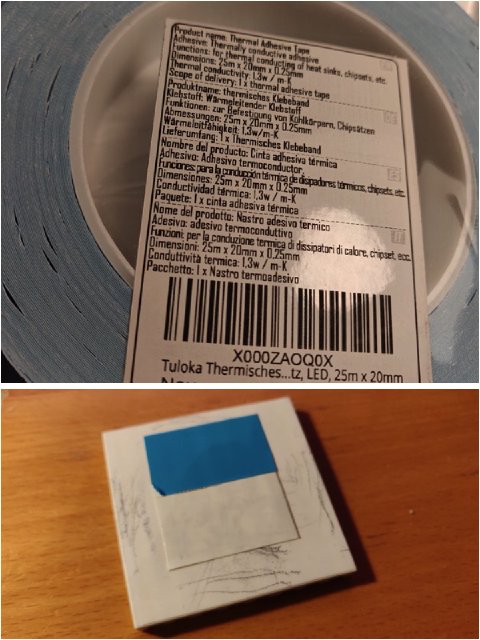 Product name: Thermal Adhesive Tape
Adhesive: Thermally conductive adhesive
Functions: for thermal conducting of heat sinks, chipsets, etc.
Dimensions: 25m x 20mm x 0.25mm
Thermal conductivity: 1,3w / m-K
Scope of delivery: 1 x thermal adhesive tape
Produktname: thermisches Klebeband
Klebstoff: Wärmeleitender Klebstoff
Funktionen: zur Befestigung von Kühlkörpern, Chipsätzen
Abmessungen: 25m x 20mm x 0.25mm
Wärmeleitfähigkeit: 1,3w/m-K
Lieferumfang: 1 x Thermisches Klebeband
Nombre del producto: Cinta adhesiva térmica
Adhesivo: Adhesivo termoconductor,
Funciones: para la conducción térmica de disipadores térmicos, chipsets, etc.
Dimensiones: 25m x 20mm x 0.25mm
Conductividad térmica: 1,3w / m-K
Paquete: 1 x cinta adhesiva térmica
Nome del prodotto: Nastro adesivo termico
Adesivo: adesivo termoconduttivo
Funzioni: per la conduzione termica di dissipatori di calore, chipset, ecc.
Dimensioni: 25m x 20mm x 0.25mm
Conduttività termica: 1,3w / m-K
Pacchetto: 1 x Nastro termoadesivo
X000ZAOQ0X
Tuloka Thermisches...tz, LED, 25m x 20mm